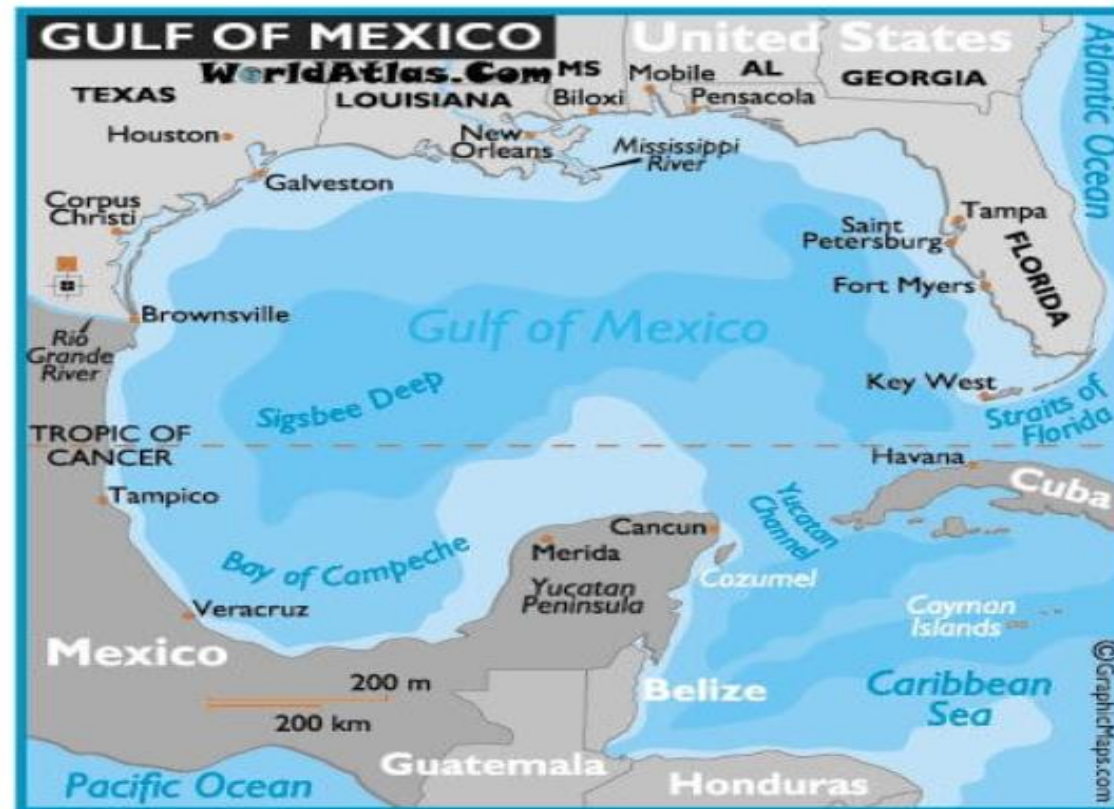 GULF OF MEXICO
United States
WorldAtlas.Com
MS
Mobile
AL
TEXAS
LOUISIANA
Biloxi
Pensacola
GEORGIA
Atlantic Ocean
Houston
New
Orleans
Mississippi
River
Galveston
Corpus
Christi
Tampa
Saint
Petersburg
FLORIDA
Fort Myers
Brownsville
Gulf of Mexico
Rio
Grande
River
Key West
Sigsbee Deep
Straits of
Florida
TROPIC OF
CANCER
Havana
Cuba
Tampico
Yucatan
Channel
Cancun
Merida
Bay of Campeche
Cozumel
Yucatan
Peninsula
Veracruz
Cayman
Islands
Mexico
200 m
200 km
Belize
Caribbean
Sea
Guatemala
Honduras
Pacific Ocean
©GraphicMaps.com